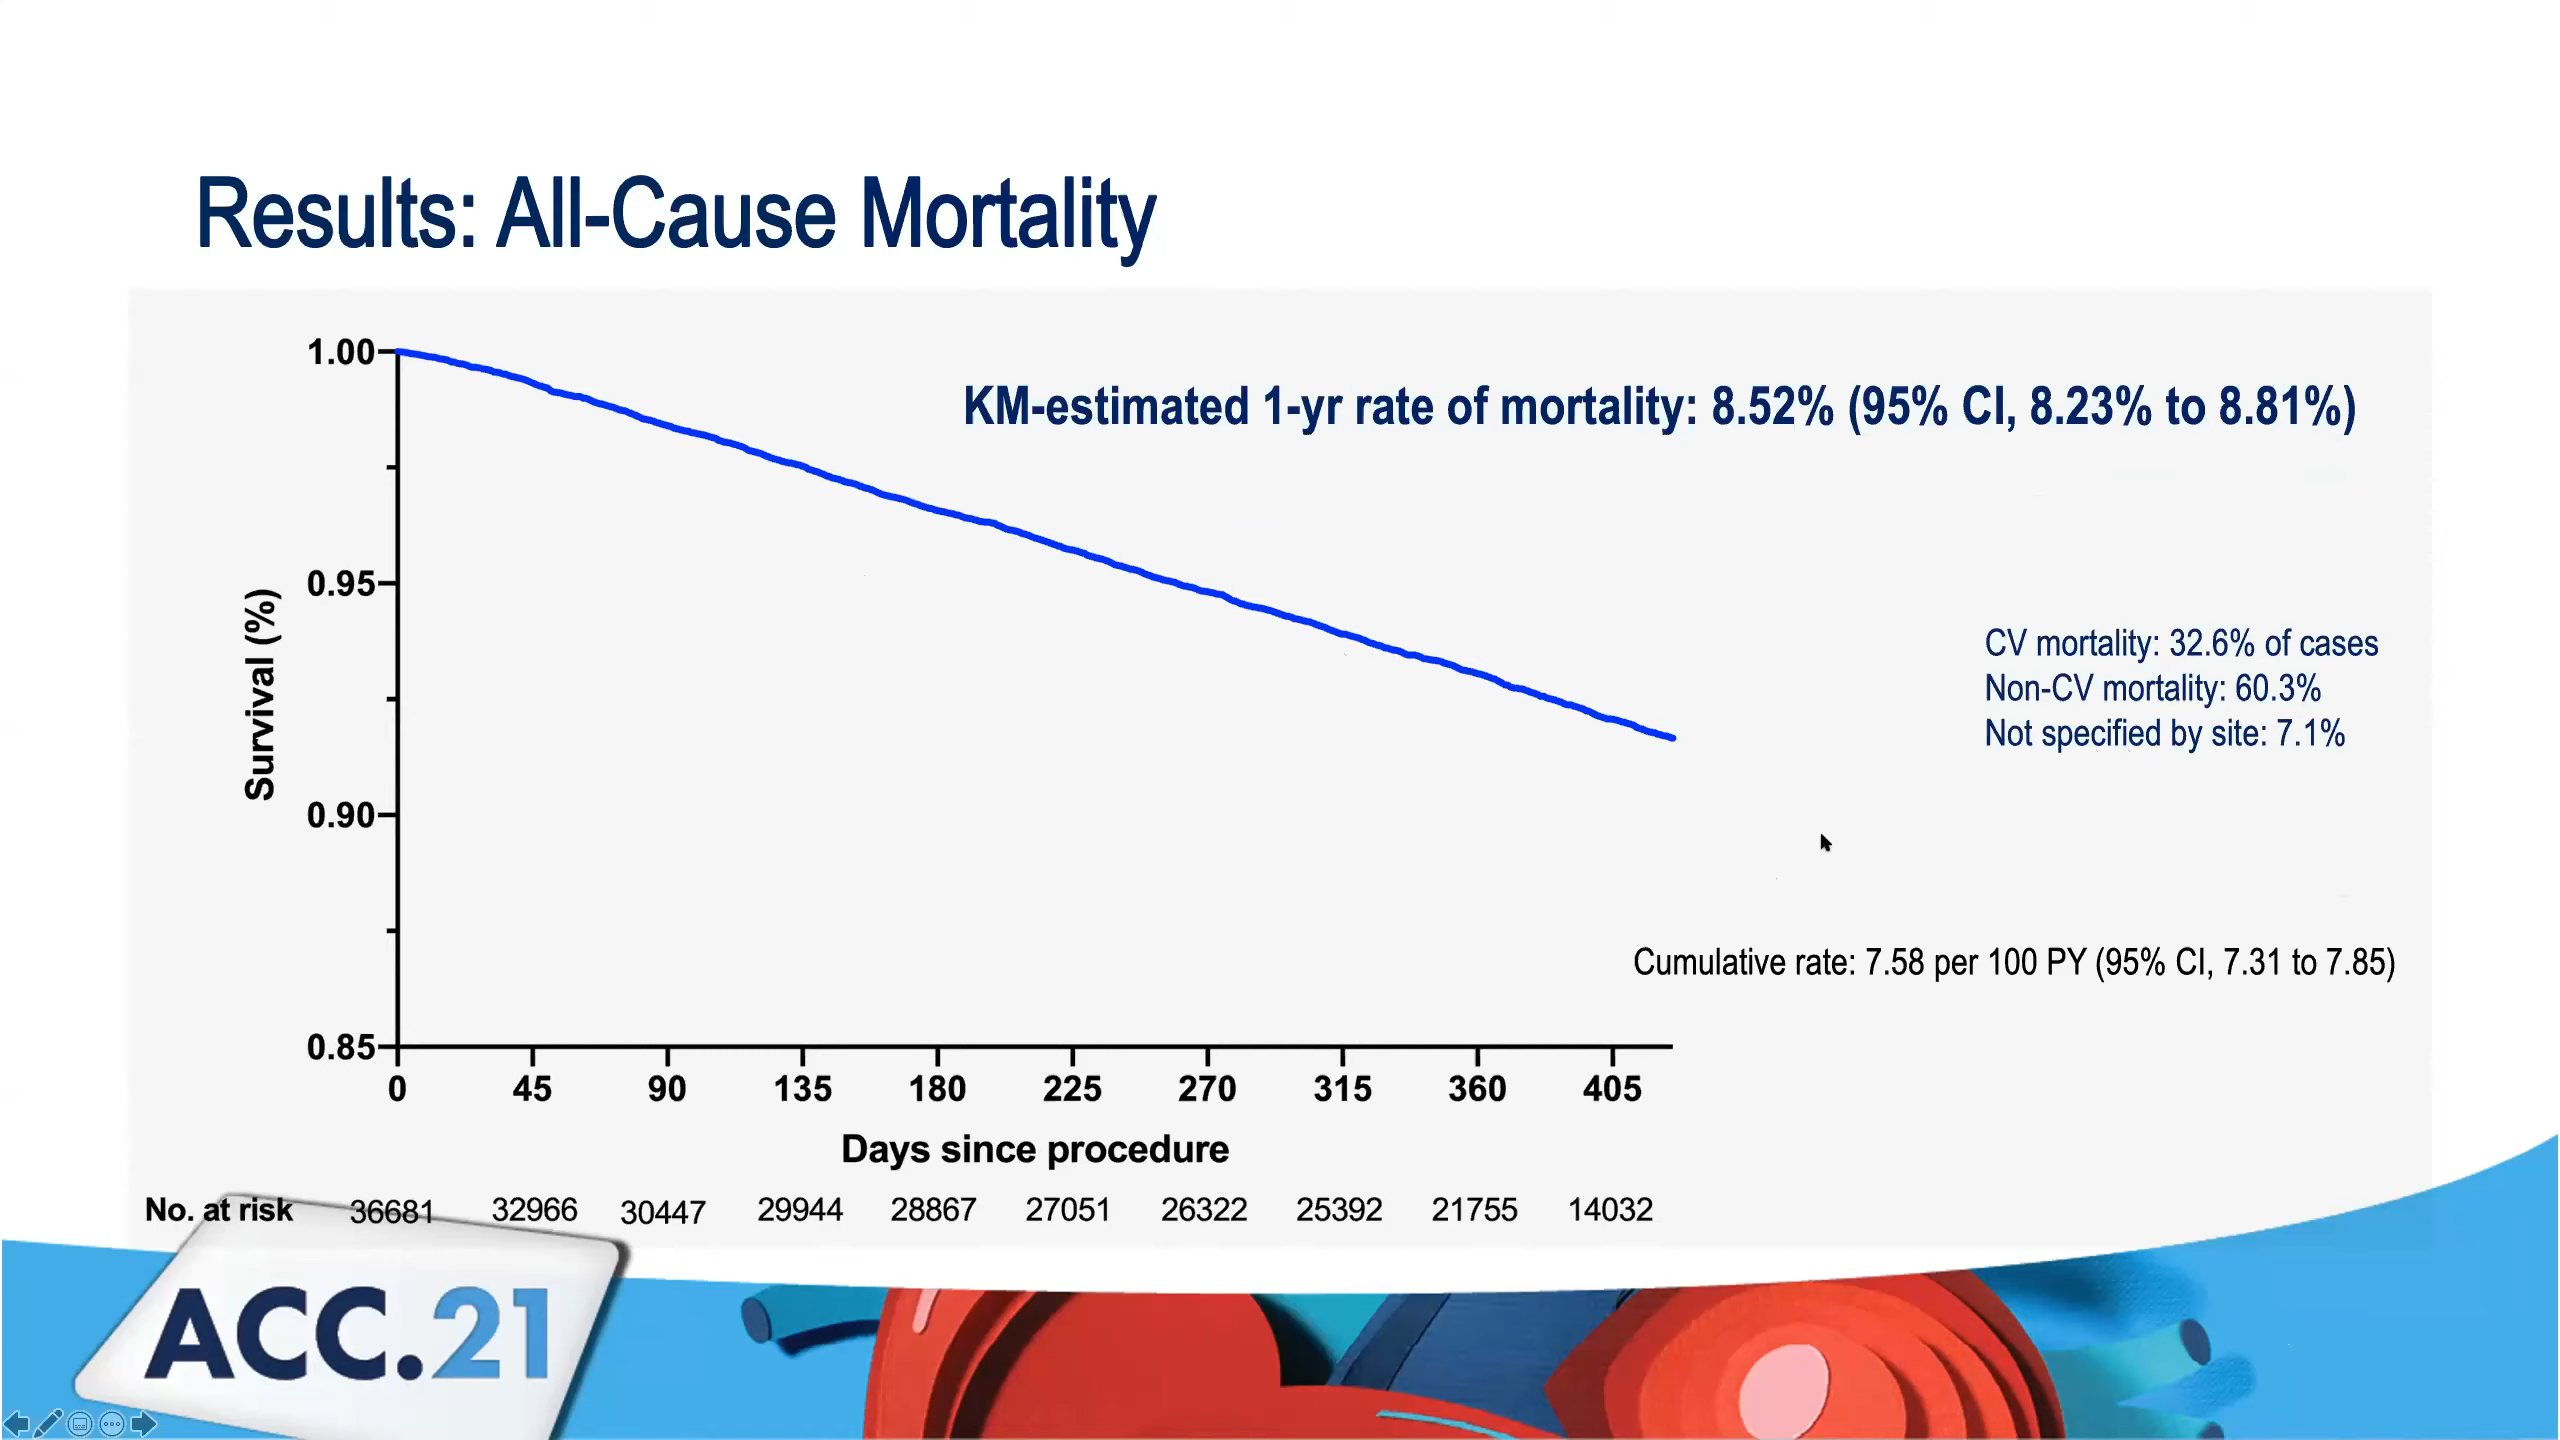 Results: All-Cause Mortality
KM-estimated 1-yr rate of mortality: 8.52% (95% CI, 8.23% to 8.81%)
1.00
0.95
0.90
0.85
Survival (%)
CV mortality: 32.6% of cases
Non-CV mortality: 60.3%
Not specified by site: 7.1%
Cumulative rate: 7.58 per 100 PY (95% CI, 7.31 to 7.85)
0 45 90 135 180 225 270 315 360 405
Days since procedure
No. at risk 36681 32966 30447 29944 28867 27051 26322 25392 21755 14032
ACC.21